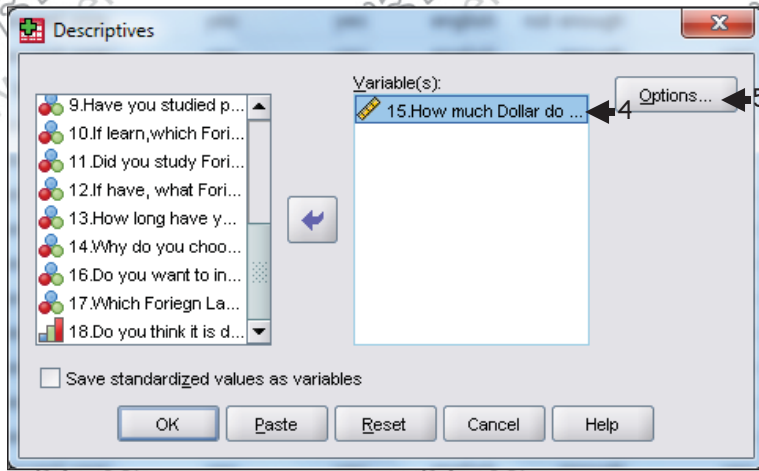 Descriptives
Variable(s):
9.Have you studied p...
10.If learn,which Fori...
11.Did you study Fori...
12.If have, what Fori...
13.How long have y...
14.Why do you choo...
16.Do you want to in...
17.Which Foriegn La...
18.Do you think it is d...
15.How much Dollar do ...
4
Options...
5
Save standardized values as variables
OK
Paste
Reset
Cancel
Help